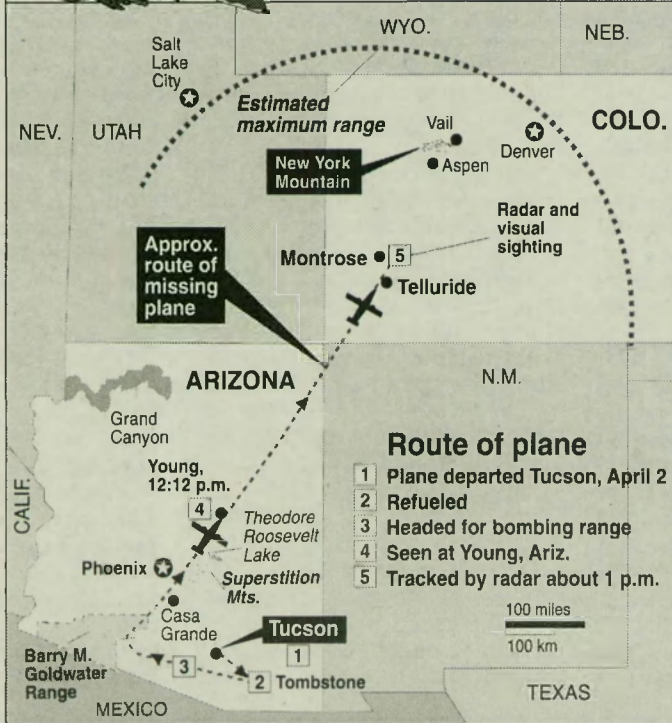 WYO.
NEB.
Salt
Lake
City
Estimated
maximum range
NEV.
UTAH
COLO.
Vail
Denver
New York
Mountain
Aspen
Radar and
visual
sighting
Approx.
route of
missing
plane
Montrose
5
Telluride
ARIZONA
N.M.
Grand
Canyon
Young,
12:12 p.m.
4
CALIF.
Theodore
Roosevelt
Lake
Phoenix
Superstition
Mts.
Casa
Grande
Tucson
1
Barry M.
Goldwater
Range
3
2
Tombstone
MEXICO
TEXAS
Route of plane
1 Plane departed Tucson, April 2
2 Refueled
3 Headed for bombing range
4 Seen at Young, Ariz.
5 Tracked by radar about 1 p.m.
100 miles
100 km